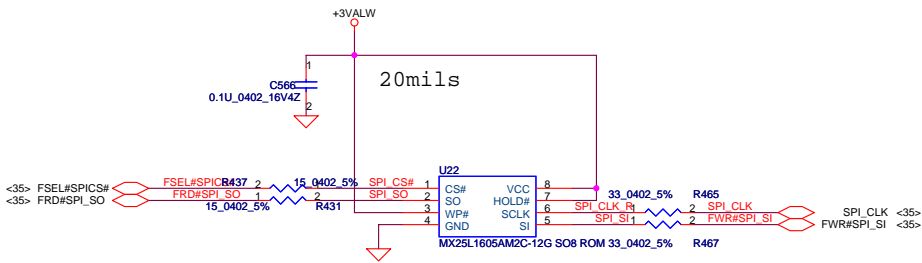 +3VALW
1
C566
0.1U_0402_16V4Z
2
20mils
U22
<35> FSEL#SPICS# FSEL#SPICS# R437 2 15_0402_5% 1 SPI_CS# 1 CS# VCC 8 33_0402_5% R465
<35> FRD#SPI_SO FRD#SPI_SO 2 15_0402_5% 1 R431 SPI_SO 2 SO HOLD# 7
3 WP# SCLK 6 SPI_CLK_R 1 2 SPI_CLK SPI_CLK <35>
4 GND SI 5 SPI_SI 1 2 FWR#SPI_SI FWR#SPI_SI <35>
MX25L1605AM2C-12G SO8 ROM 33_0402_5% R467